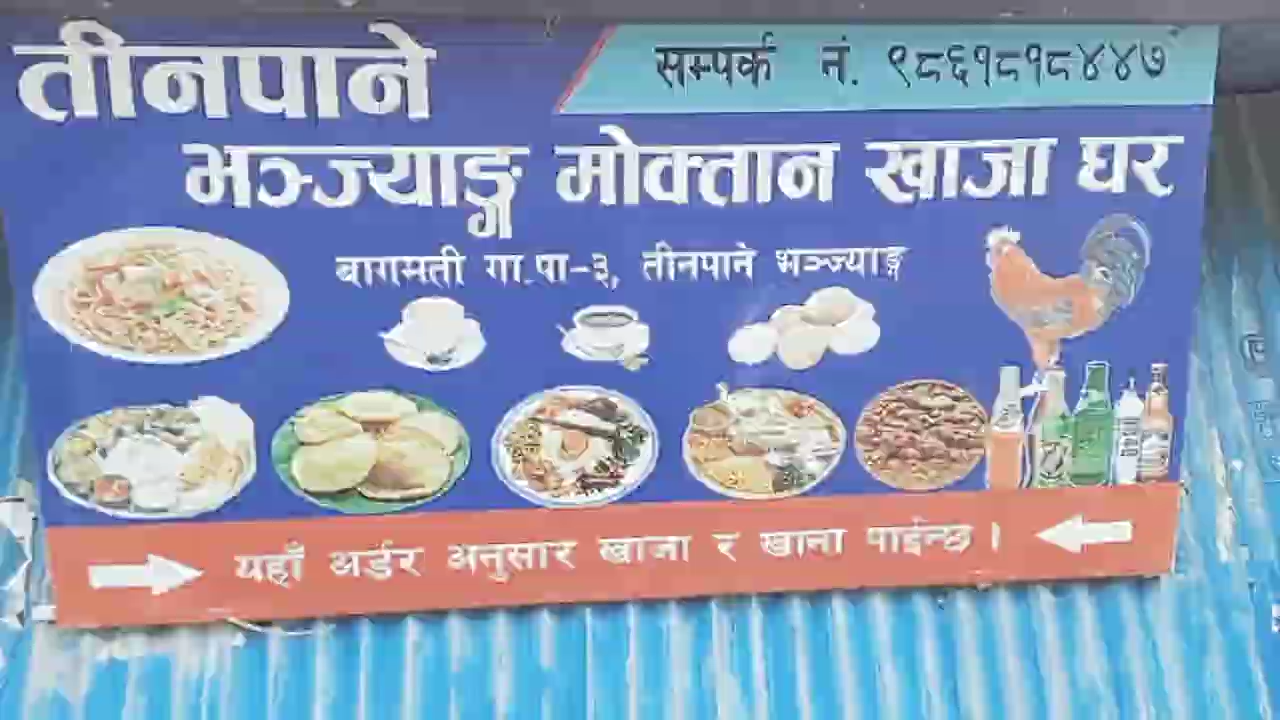 तीनपाने
सम्पर्क नं. ९८६१८१८४४७
भञ्ज्याङ्ग मोक्तान खाजा घर
बागमती गा.पा-३, तीनपाने भञ्ज्याङ्ग
यहाँ अर्डर अनुसार खाजा र खाना पाईन्छ ।